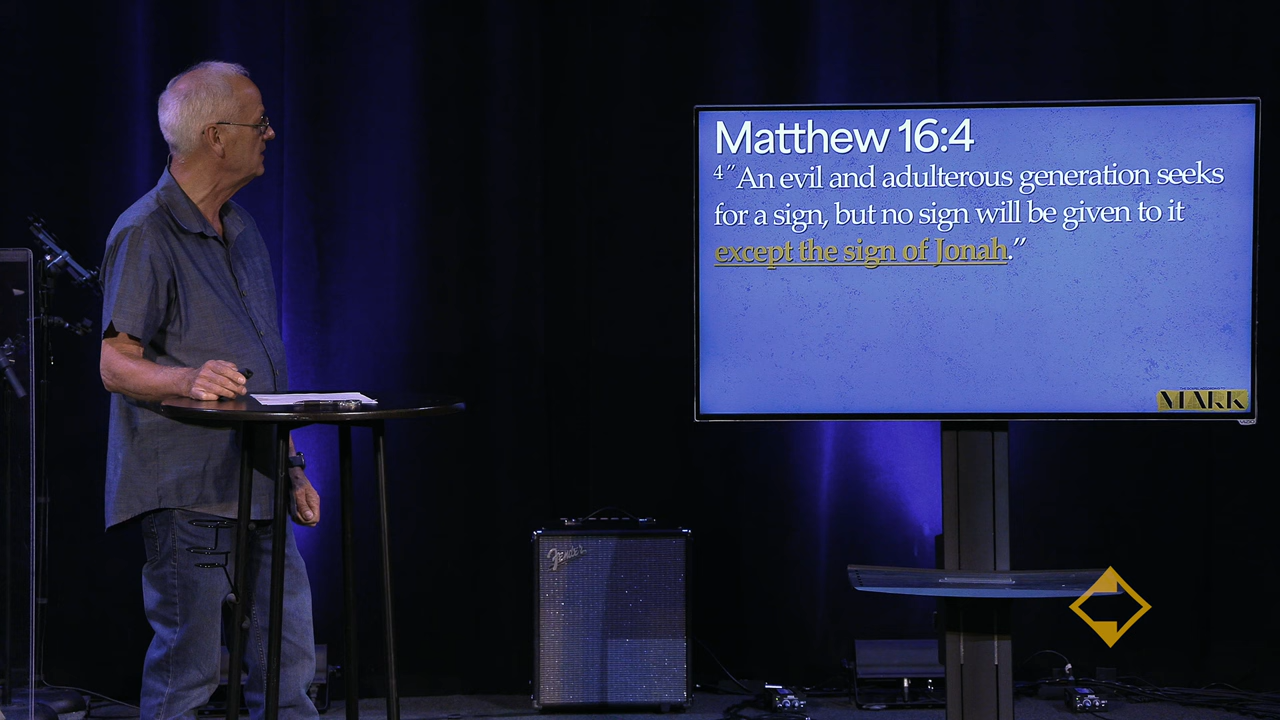 Matthew 16:4
4 "An evil and adulterous generation seeks
for a sign, but no sign will be given to it
except the sign of Jonah."
MARK
Fender